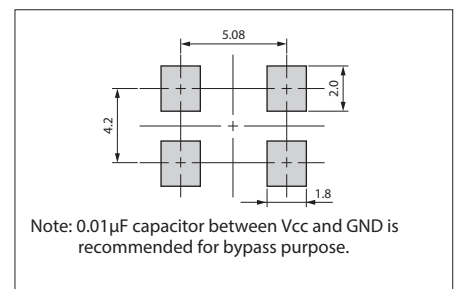 5.08
2.0
4.2
1.8
Note: 0.01µF capacitor between Vcc and GND is
recommended for bypass purpose.